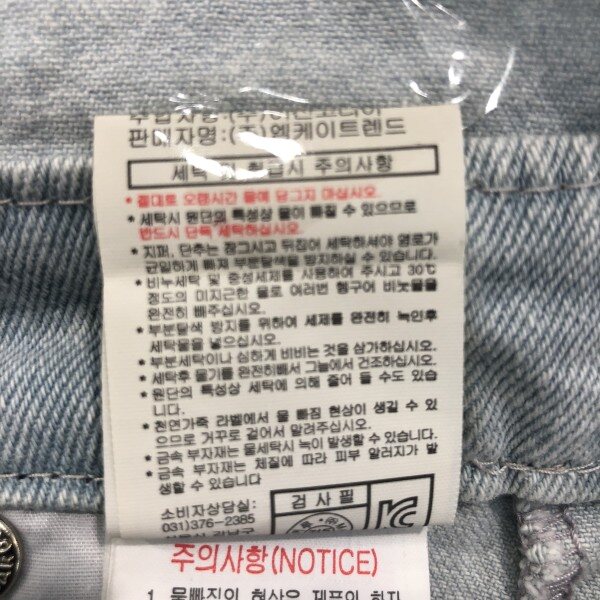 판매자명:(주)엠케이트렌드
세탁 및 취급시 주의사항
* 절대로 오랜시간 물에 담그지 마십시오.
* 세탁시 원단의 특성상 물이 빠질 수 있으므로
반드시 단독 세탁하십시오.
* 지퍼, 단추는 잠그시고 뒤집어 세탁하셔야 염료가
균일하게 빠져 부분탈색을 방지하실 수 있습니다.
* 비누세탁 및 중성세제를 사용하여 주시고 30℃
정도의 미지근한 물로 여러번 헹구어 비눗물을
완전히 빼주십시오.
* 부분탈색 방지를 위하여 세제를 완전히 녹인후
세탁물을 넣으십시오.
* 부분세탁이나 심하게 비비는 것을 삼가하십시오.
* 세탁후 물기를 완전히빼서 그늘에서 건조하십시오.
* 원단의 특성상 세탁에 의해 줄어 들 수도 있습
니다.
* 천연가죽 라벨에서 물 빠짐 현상이 생길 수 있
으므로 거꾸로 걸어서 말려주십시오.
* 금속 부자재는 물세탁시 녹이 발생할 수 있습니다.
* 금속 부자재는 체질에 따라 피부 알러지가 발
생할 수 있습니다.
소비자상담실:
031)376-2385
검사필
주의사항(NOTICE)
1. 물빠짐의 현상은 제품의 하자